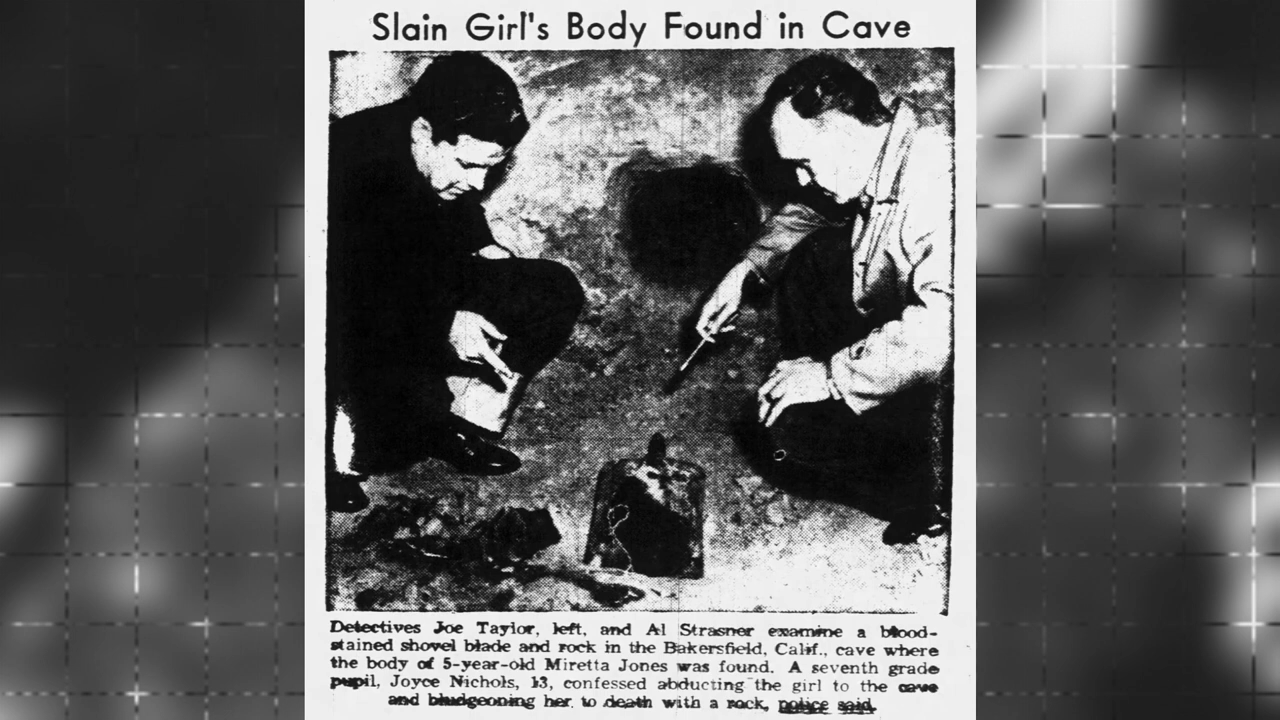 Slain Girl's Body Found in Cave
Detectives Joe Taylor, left, and Al Strasner examine a blood-
stained shovel blade and rock in the Bakersfield, Calif., cave where
the body of 5-year-old Miretta Jones was found. A seventh grade
pupil, Joyce Nichols, 13, confessed abducting the girl to the cave
and bludgeoning her to death with a rock, police said.